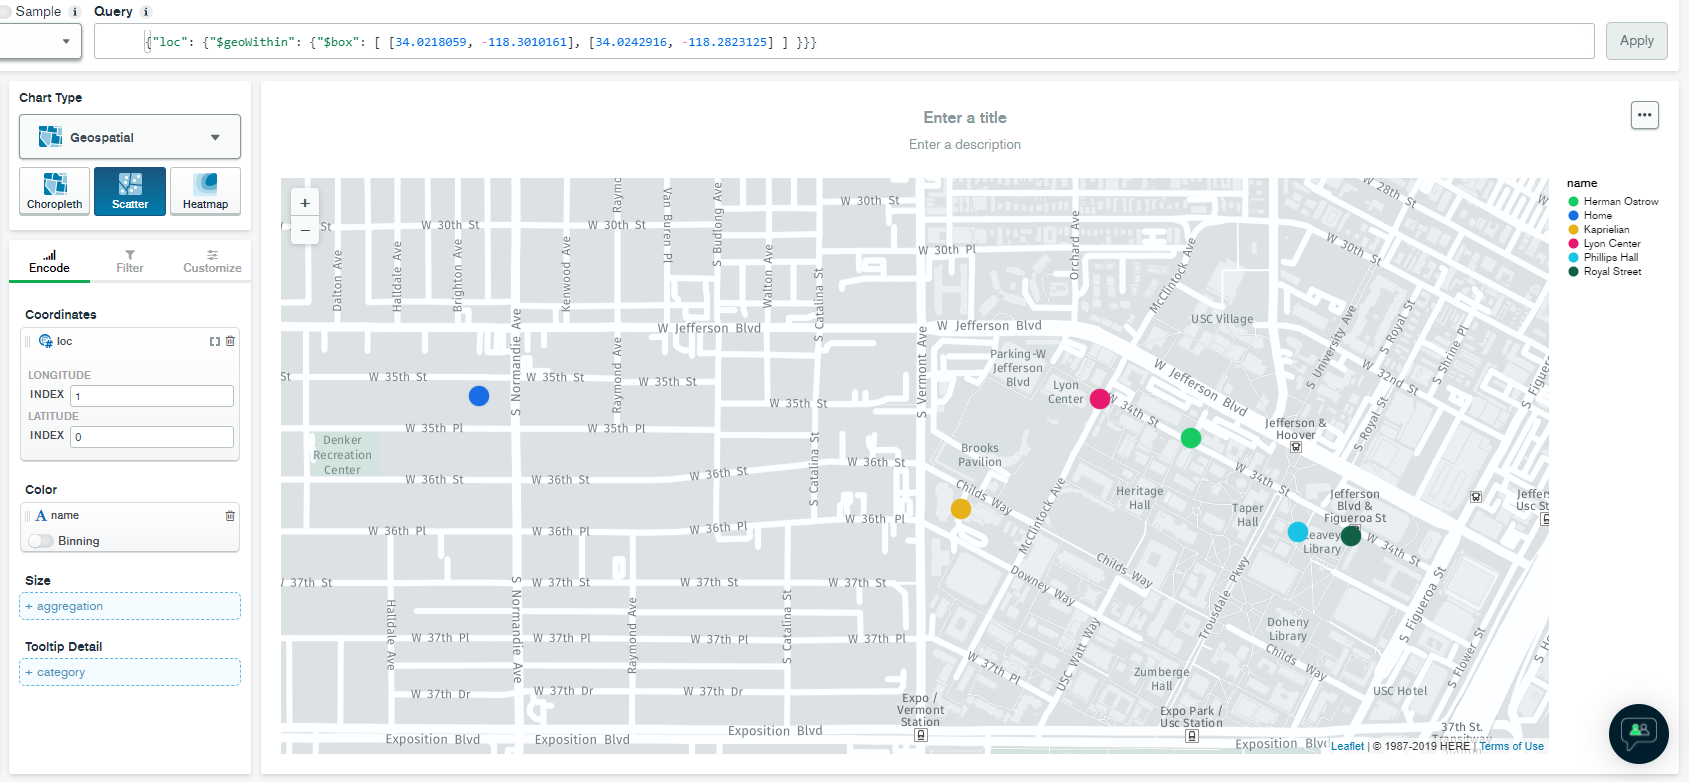 Sample i Query i
{"loc": {"$geoWithin": {"$box": [ [34.0218059, -118.3010161], [34.0242916, -118.2823125] ] }}}
Apply
Chart Type
Geospatial
Choropleth Scatter Heatmap
Encode Filter Customize
Coordinates
loc
LONGITUDE
INDEX 1
LATITUDE
INDEX 0
Color
A name
Binning
Size
+ aggregation
Tooltip Detail
+ category
Enter a title
Enter a description
...
+
−
name
Herman Ostrow
Home
Kaprielian
Lyon Center
Phillips Hall
Royal Street
W 28th St
W 30th St
W 30th St
W 30th St
St
W 30th Pl
W 30th St
Dalton Ave
Halldale Ave
Brighton Ave
Kenwood Ave
Raymond Ave
Van Buren Pl
S Budlong Ave
Walton Ave
S Catalina St
Orchard Ave
McClintock Ave
S Normandie Ave
S Vermont Ave
USC Village
S University Ave
S Royal St
S Shrine Pl
W 32nd St
W Jefferson Blvd
W Jefferson Blvd
W Jefferson Blvd
Parking-W
Jefferson
Blvd
Lyon
Center
St
W 35th St
W 35th St
W 35th St
W 35th St
W 34th St
W 35th Pl
W 35th Pl
Denker
Recreation
Center
S Catalina St
Brooks
Pavilion
Jefferson &
Hoover
S Royal St
W 34th St
W 36th St
W 36th St
W 36th St
W 36th St
Childs Way
McClintock Ave
Heritage
Hall
Taper
Hall
Jefferson
Blvd &
Figueroa St
Leavey
Library
W 34th St
W 36th Pl
W 36th Pl
W 36th Pl
W 36th Pl
Childs Way
Downey Way
Trousdale Pkwy
S Figueroa St
W 37th St
W 37th St
W 37th St
W 37th St
Halldale Ave
S Normandie Ave
Raymond Ave
S Catalina St
Doheny
Library
Childs Way
S Flower St
W 37th Pl
W 37th Pl
W 37th Pl
W 37th Pl
W 37th Pl
USC Watt Way
Zumberge
Hall
USC Hotel
W 37th Dr
W 37th Dr
W 37th Dr
Expo /
Vermont
Station
Expo Park /
Usc Station
37th St.
Exposition Blvd
Exposition Blvd
Exposition Blvd
Leaflet | © 1987-2019 HERE | Terms of Use